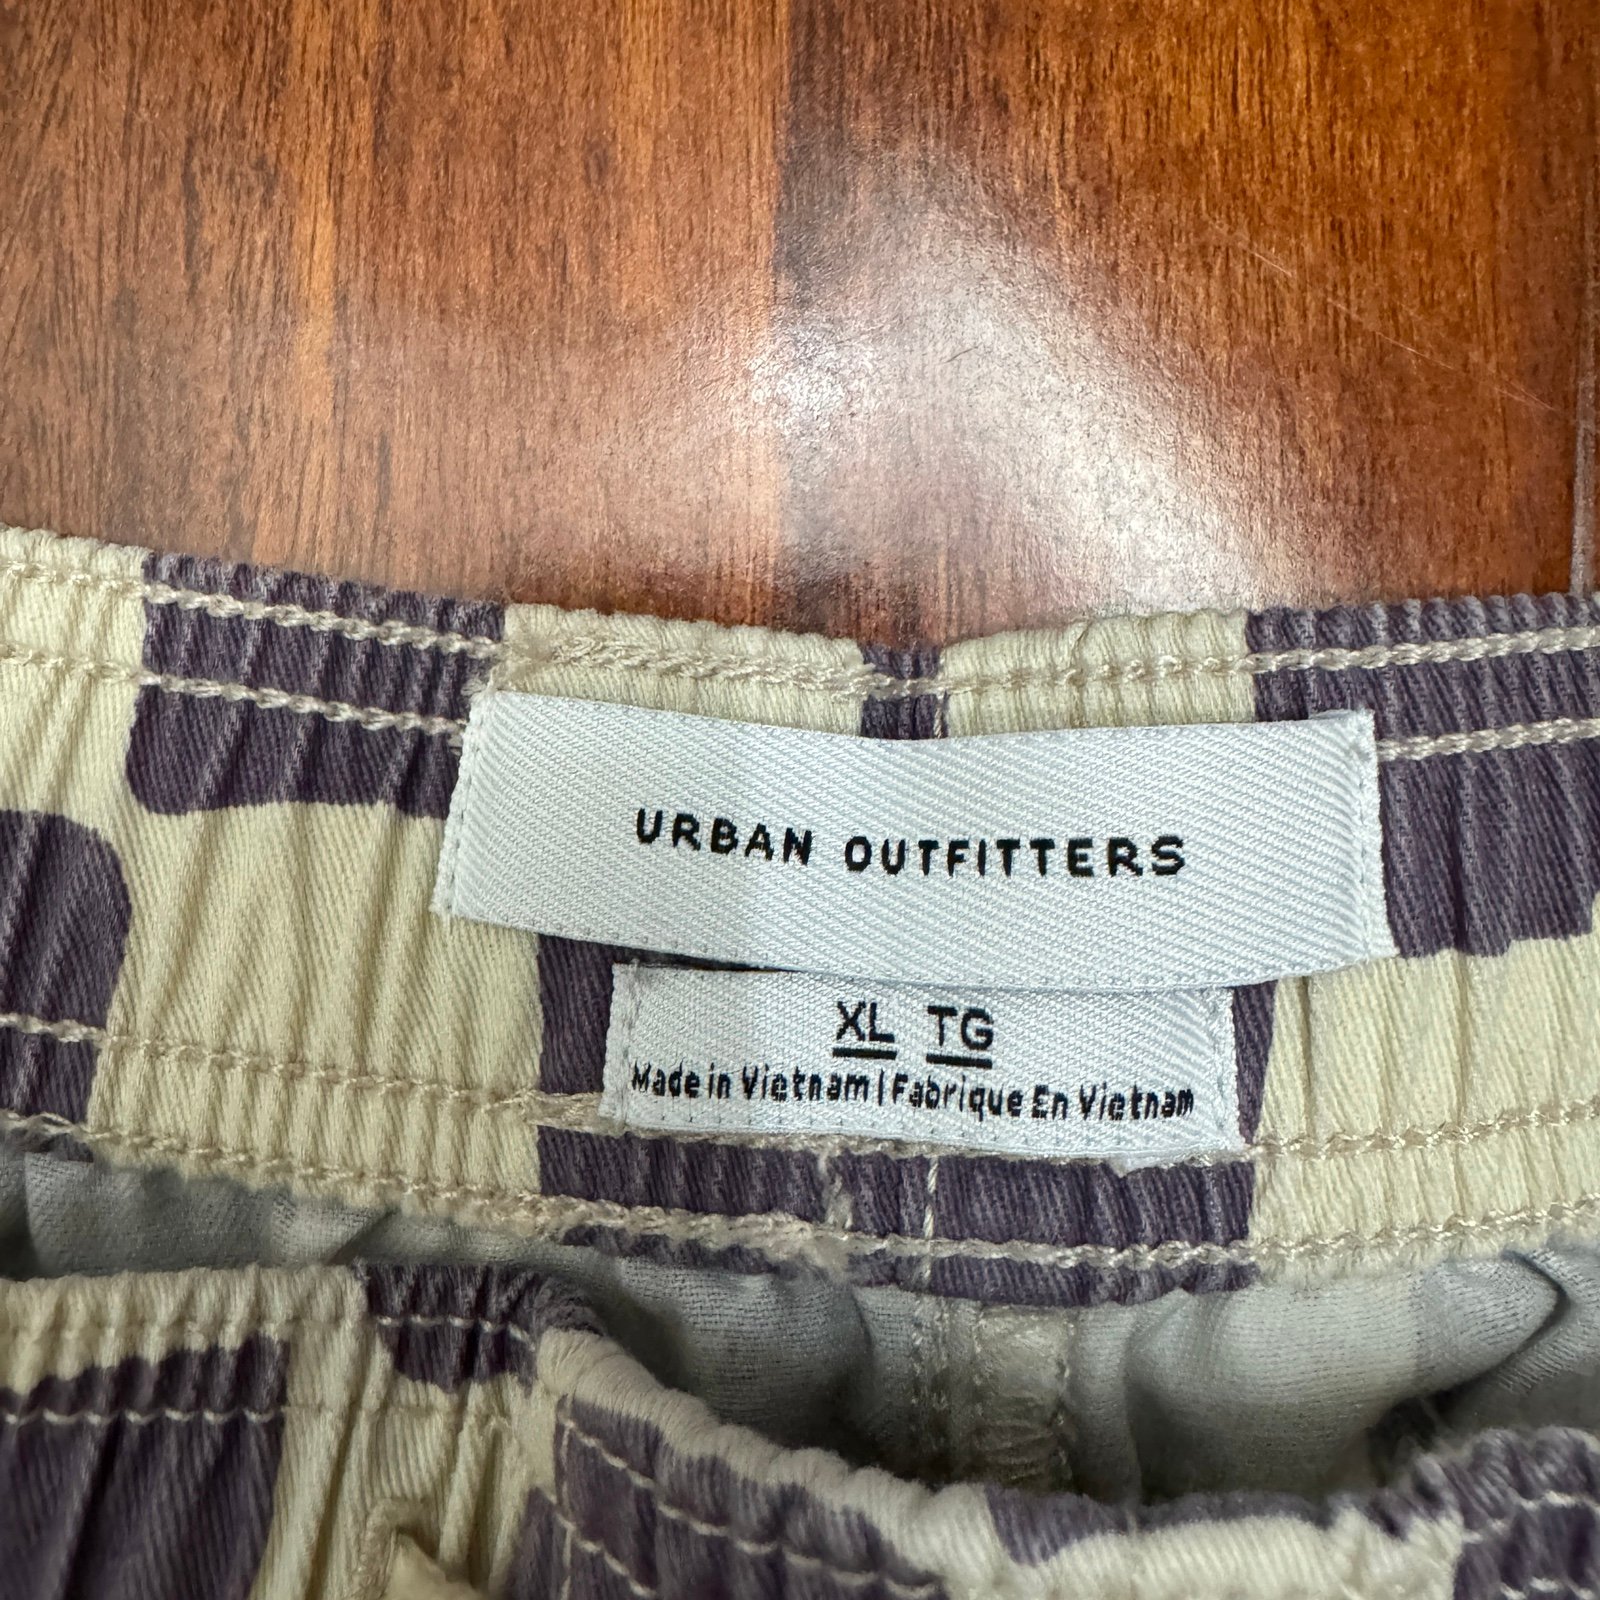 URBAN OUTFITTERS
XL TG
Made in Vietnam | Fabrique En Vietnam